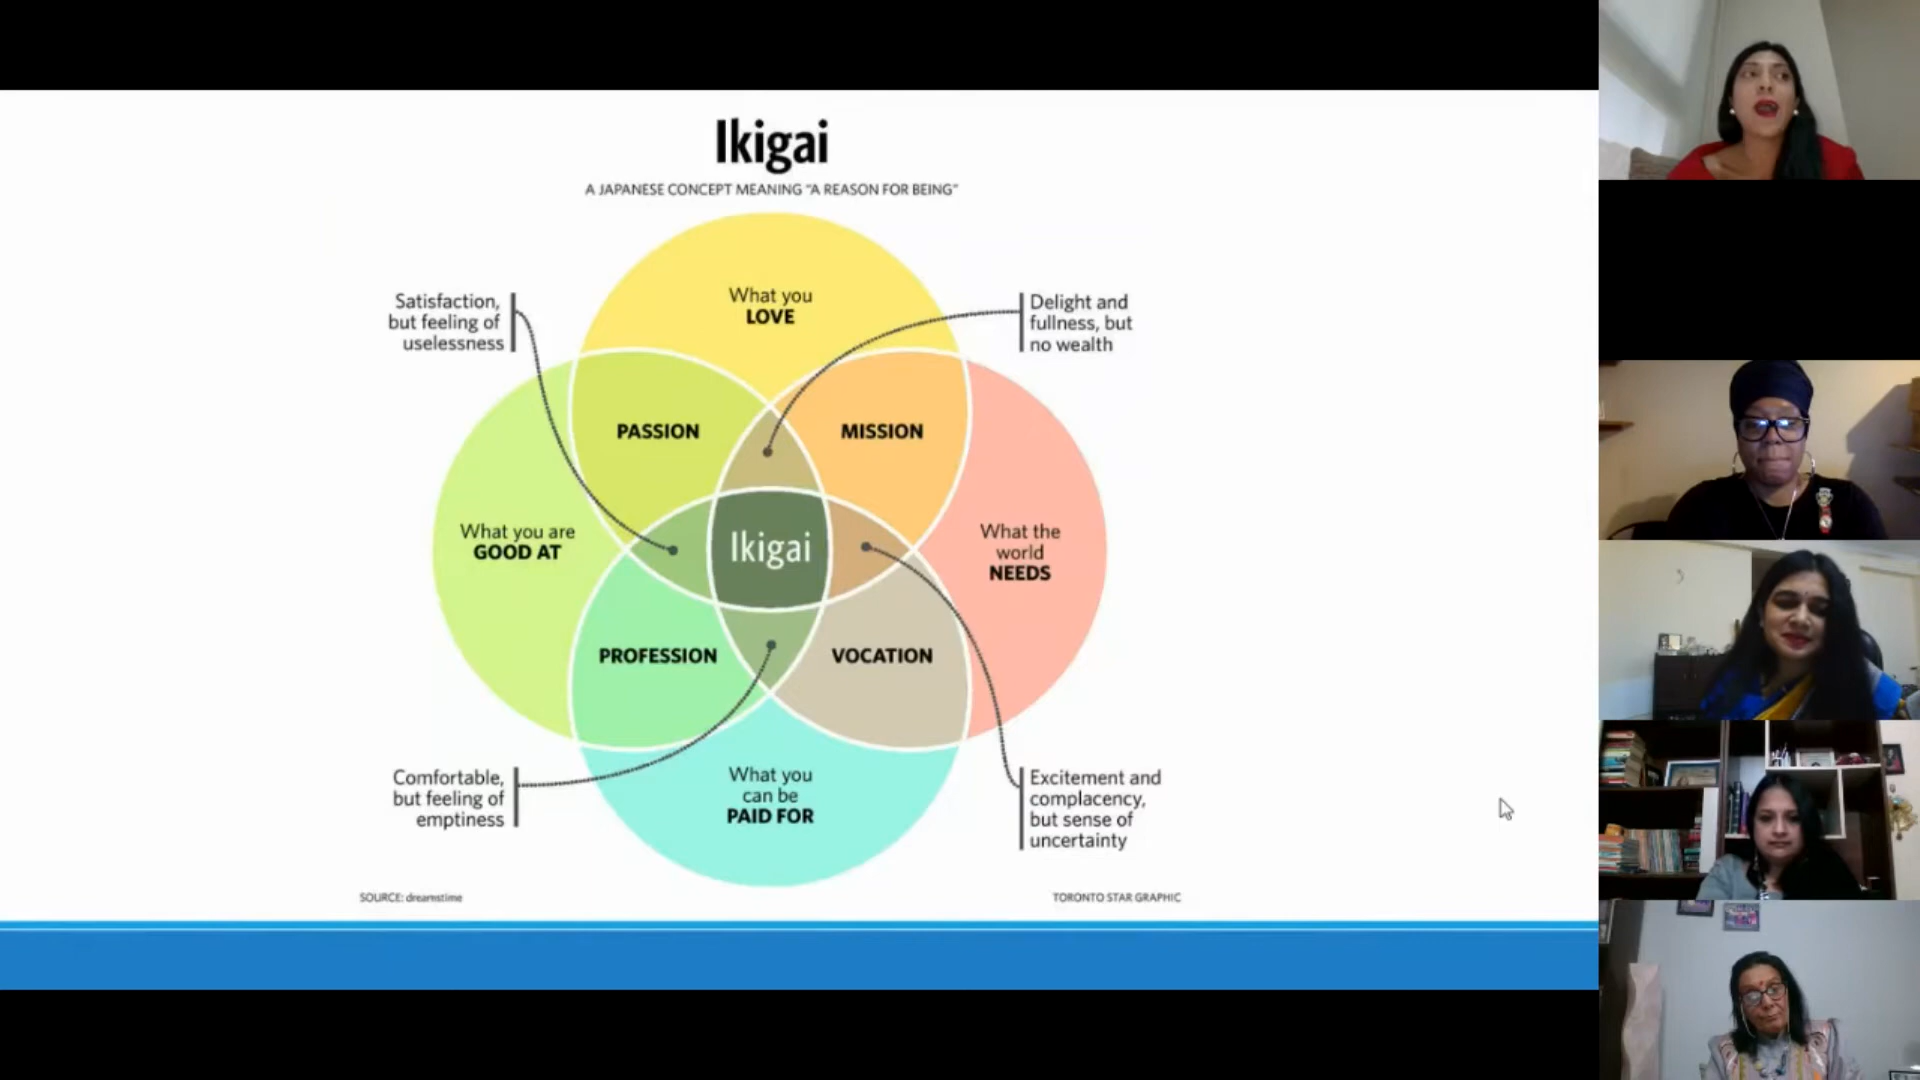 Ikigai
A JAPANESE CONCEPT MEANING "A REASON FOR BEING"
What you
LOVE
Satisfaction,
but feeling of
uselessness
Delight and
fullness, but
no wealth
PASSION
MISSION
What you are
GOOD AT
Ikigai
What the
world
NEEDS
PROFESSION
VOCATION
What you
can be
PAID FOR
Comfortable,
but feeling of
emptiness
Excitement and
complacency,
but sense of
uncertainty
SOURCE: dreamstime
TORONTO STAR GRAPHIC